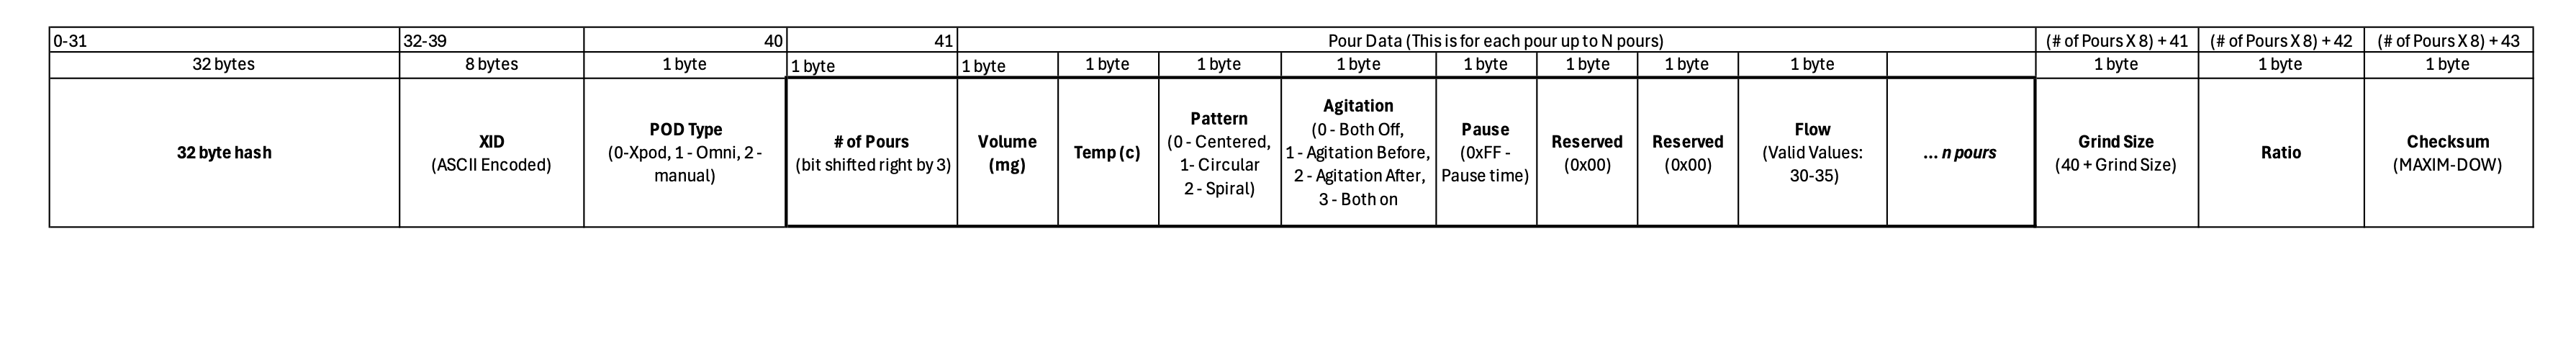 0-31 32-39 40 41 Pour Data (This is for each pour up to N pours) (# of Pours X 8) + 41 (# of Pours X 8) + 42 (# of Pours X 8) + 43
32 bytes 8 bytes 1 byte 1 byte 1 byte 1 byte 1 byte 1 byte 1 byte 1 byte 1 byte 1 byte 1 byte 1 byte 1 byte
32 byte hash
XID
(ASCII Encoded)
POD Type
(0-Xpod, 1 - Omni, 2 -
manual)
# of Pours
(bit shifted right by 3)
Volume
(mg)
Temp (c)
Pattern
(0 - Centered,
1- Circular
2 - Spiral)
Agitation
(0 - Both Off,
1 - Agitation Before,
2 - Agitation After,
3 - Both on
Pause
(0xFF -
Pause time)
Reserved
(0x00)
Reserved
(0x00)
Flow
(Valid Values:
30-35)
... n pours
Grind Size
(40 + Grind Size)
Ratio
Checksum
(MAXIM-DOW)